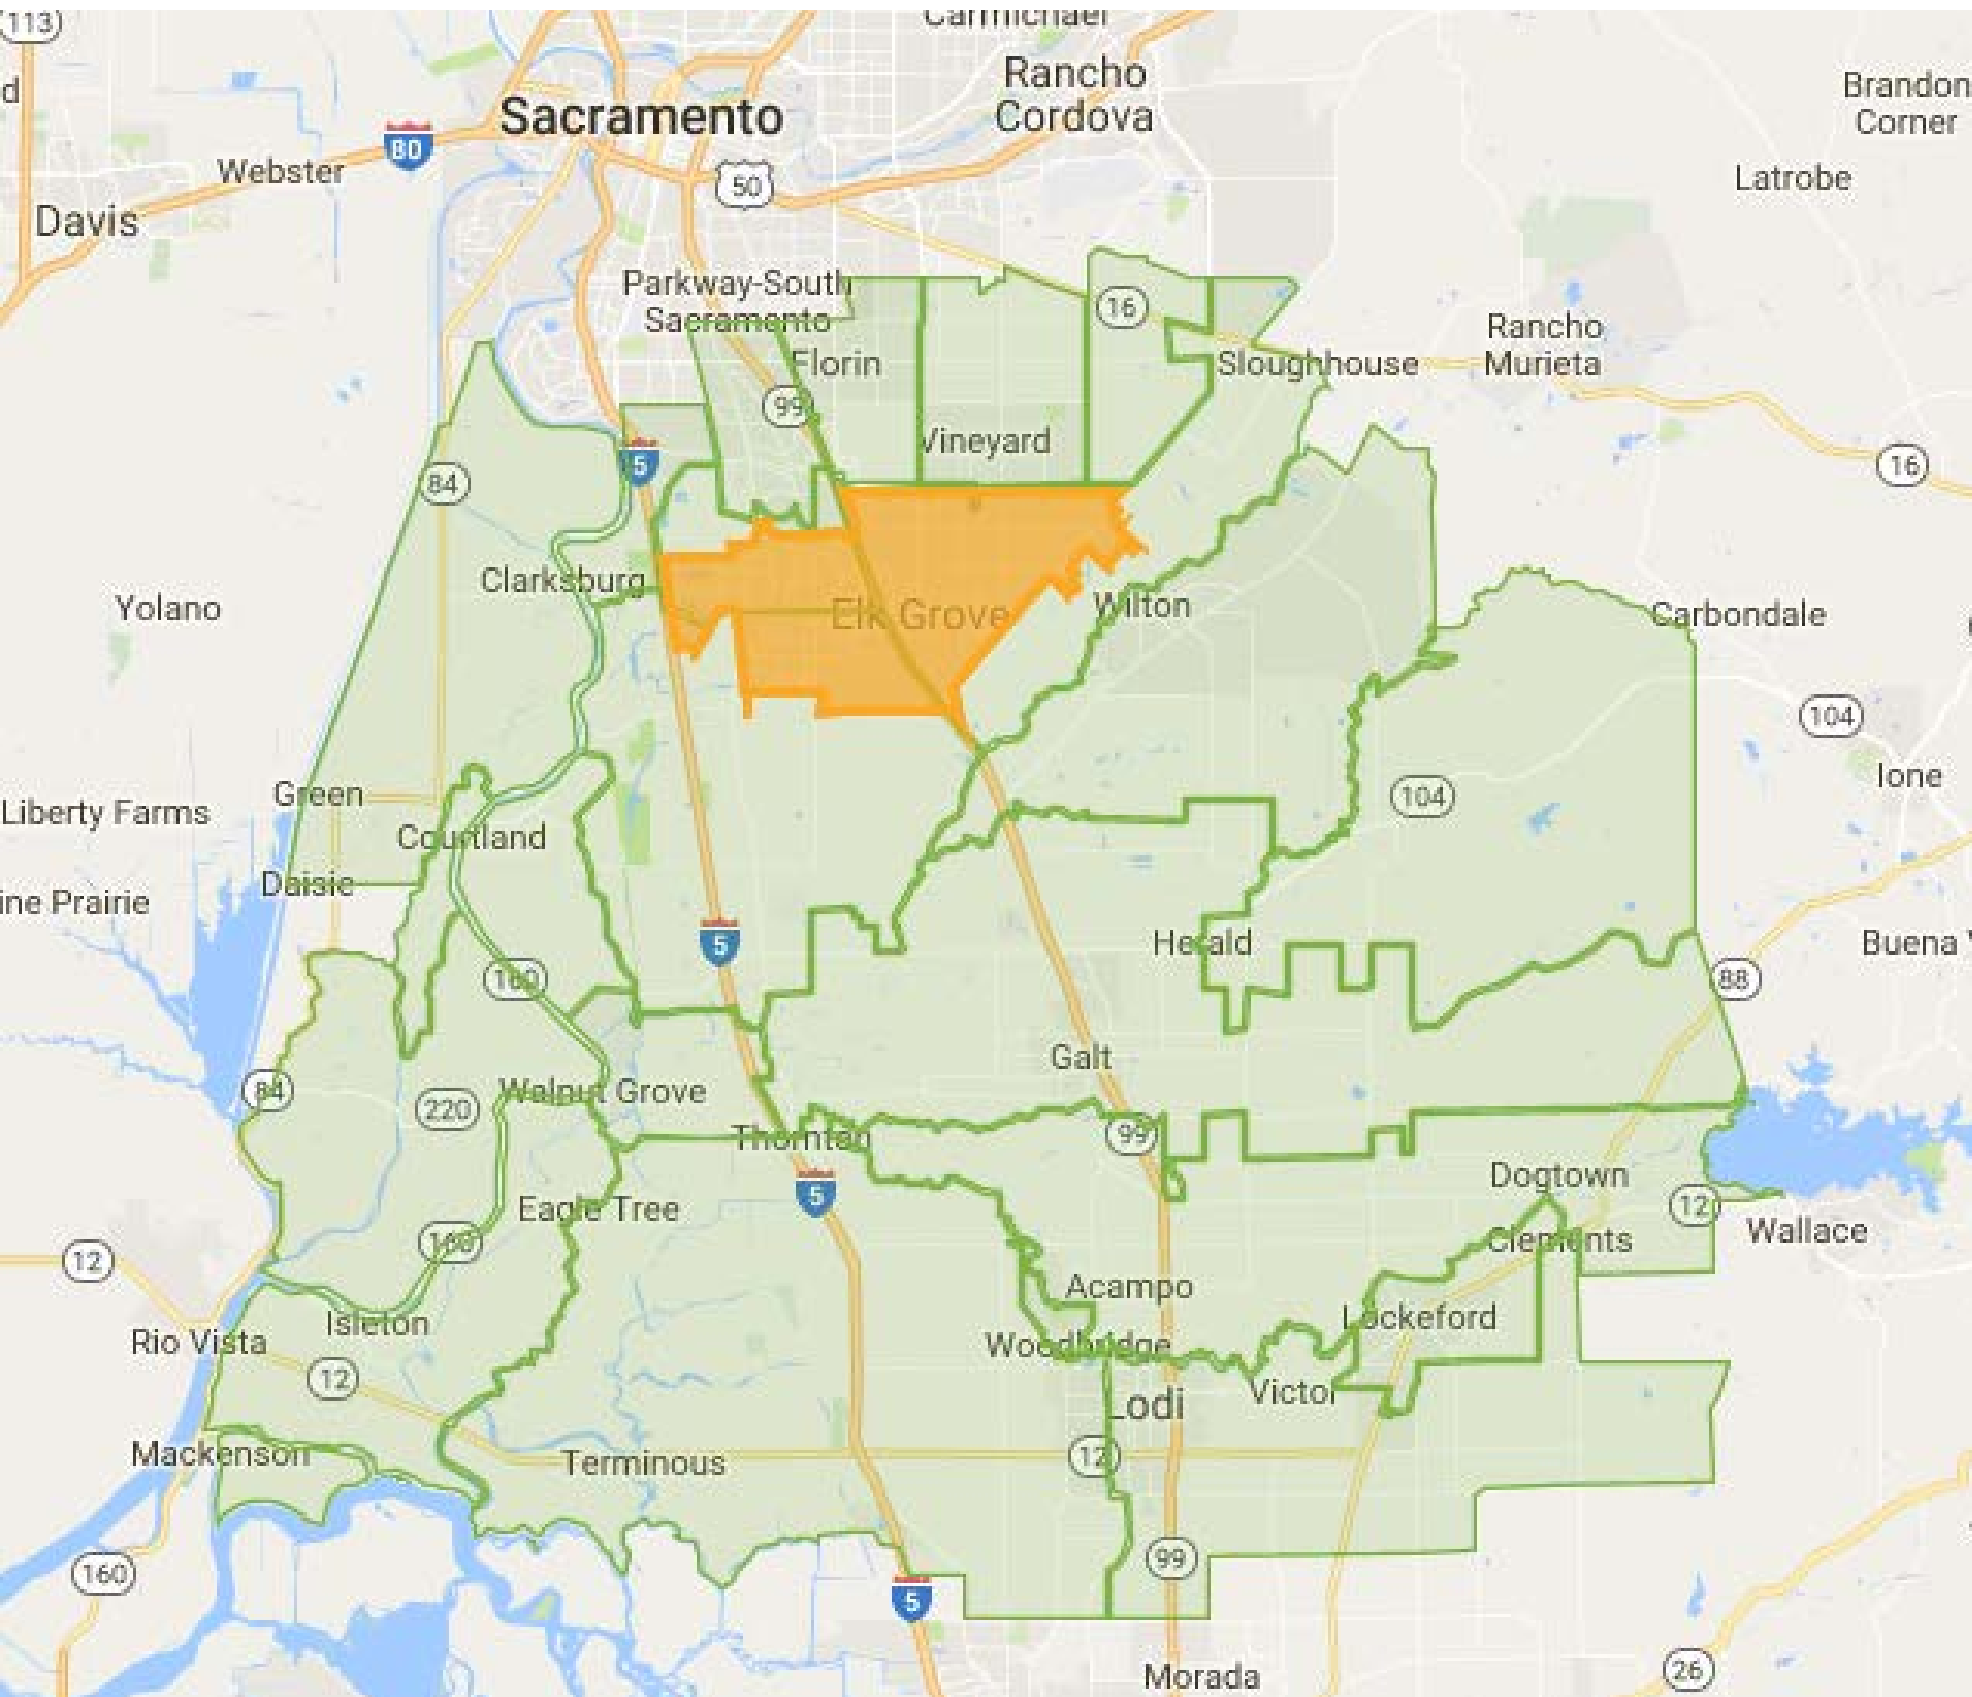 113
Carmichael
d
Rancho
Cordova
Brandon
Corner
Sacramento
80
Webster
50
Latrobe
Davis
Parkway-South
Sacramento
16
Rancho
Murieta
Florin
Sloughhouse
99
Vineyard
5
84
16
Clarksburg
Yolano
Elk Grove
Wilton
Carbondale
104
Ione
Green
104
Liberty Farms
Courtland
Daisie
ine Prairie
5
Herald
Buena
160
88
Galt
84
220
Walnut Grove
Thornton
99
Dogtown
5
12
Eagle Tree
Clements
Wallace
160
12
Acampo
Isleton
Lockeford
Rio Vista
Woodbridge
12
Victor
Lodi
Mackenson
Terminous
12
99
160
5
Morada
26